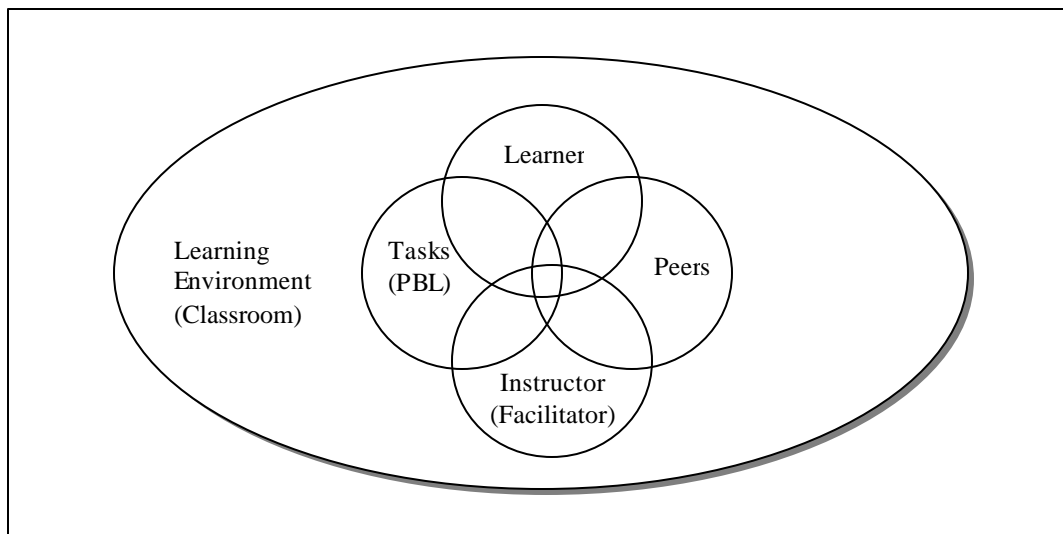 Learner
Learning
Environment
(Classroom)
Tasks
(PBL)
Peers
Instructor
(Facilitator)